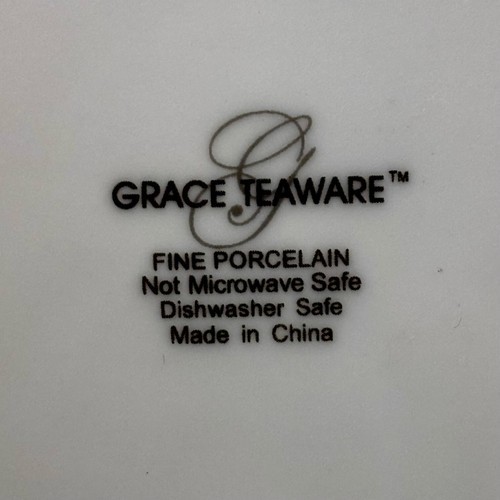 G
GRACE TEAWARE™
FINE PORCELAIN
Not Microwave Safe
Dishwasher Safe
Made in China